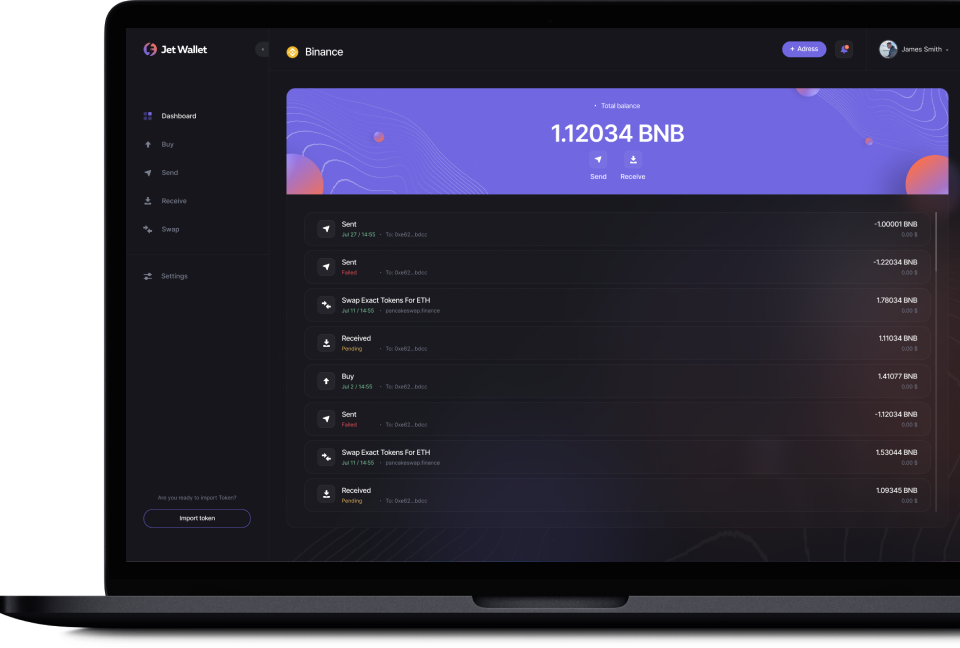 Jet Wallet
Binance
+ Adress
James Smith
Dashboard
Buy
Send
Receive
Swap
Settings
Are you ready to import Token?
Import token
• Total balance
1.12034 BNB
Send
Receive
Sent
-1.00001 BNB
Jul 27 / 14:55 • To: 0xe62...bdcc
0.00 $
Sent
-1.22034 BNB
Failed • To: 0xe62...bdcc
0.00 $
Swap Exact Tokens For ETH
1.78034 BNB
Jul 11 / 14:55 • pancakeswap.finance
0.00 $
Received
1.11034 BNB
Pending • To: 0xe62...bdcc
0.00 $
Buy
1.41077 BNB
Jul 2 / 14:55 • To: 0xe62...bdcc
0.00 $
Sent
-1.12034 BNB
Failed • To: 0xe62...bdcc
0.00 $
Swap Exact Tokens For ETH
1.53044 BNB
Jul 11 / 14:55 • pancakeswap.finance
0.00 $
Received
1.09345 BNB
Pending • To: 0xe62...bdcc
0.00 $